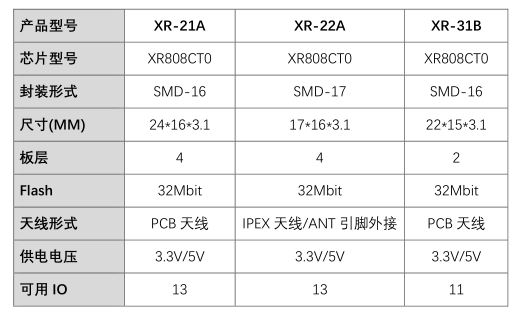 产品型号 XR-21A XR-22A XR-31B
芯片型号 XR808CT0 XR808CT0 XR808CT0
封装形式 SMD-16 SMD-17 SMD-16
尺寸(MM) 24*16*3.1 17*16*3.1 22*15*3.1
板层 4 4 2
Flash 32Mbit 32Mbit 32Mbit
天线形式 PCB 天线 IPEX 天线/ANT 引脚外接 PCB 天线
供电电压 3.3V/5V 3.3V/5V 3.3V/5V
可用 IO 13 13 11